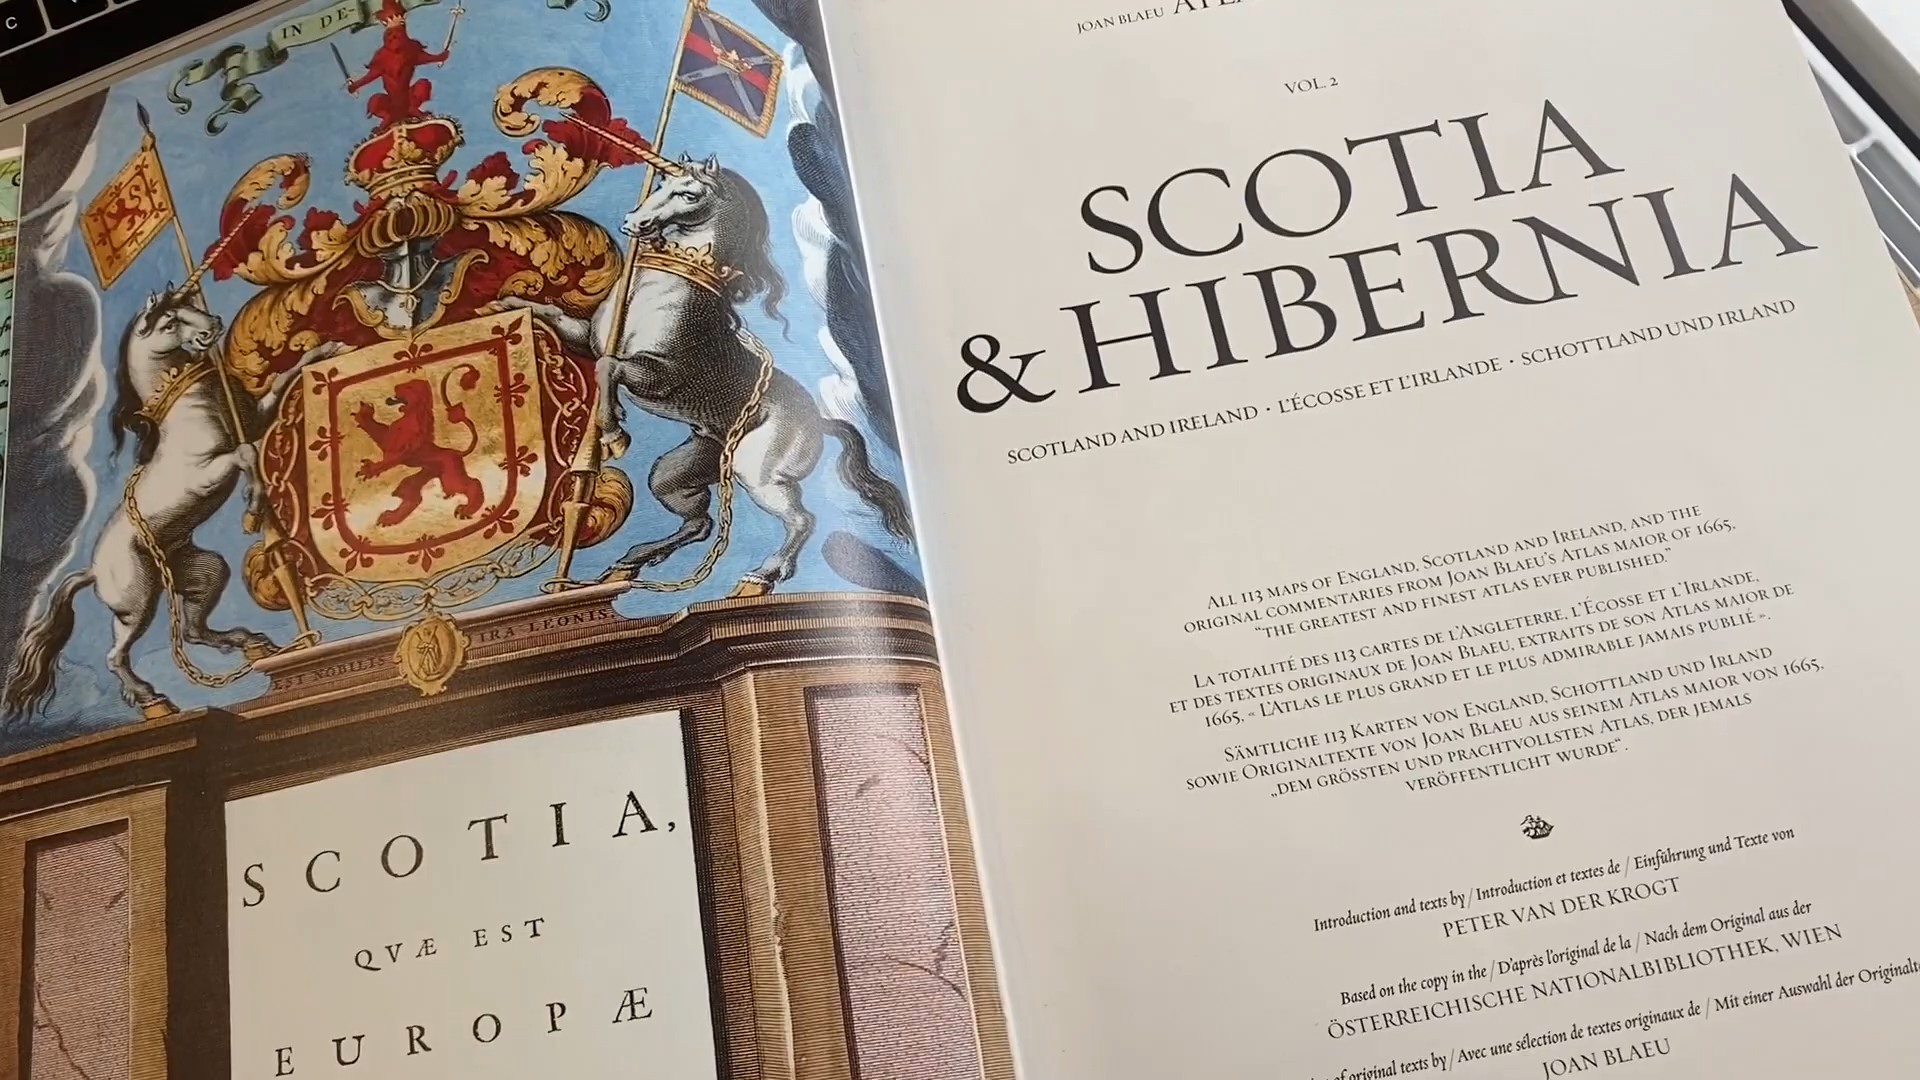 IN DE-
EST NOBILIS IRA LEONIS.
SCOTIA,
QVÆ EST
EUROPÆ
JOAN BLAEU
VOL. 2
SCOTIA
& HIBERNIA
SCOTLAND AND IRELAND · L'ÉCOSSE ET L'IRLANDE · SCHOTTLAND UND IRLAND
ALL 113 MAPS OF ENGLAND, SCOTLAND AND IRELAND, AND THE
ORIGINAL COMMENTARIES FROM JOAN BLAEU'S ATLAS MAIOR OF 1665,
"THE GREATEST AND FINEST ATLAS EVER PUBLISHED."
LA TOTALITÉ DES 113 CARTES DE L'ANGLETERRE, L'ÉCOSSE ET L'IRLANDE,
ET DES TEXTES ORIGINAUX DE JOAN BLAEU, EXTRAITS DE SON ATLAS MAIOR DE
1665, « L'ATLAS LE PLUS GRAND ET LE PLUS ADMIRABLE JAMAIS PUBLIÉ ».
SÄMTLICHE 113 KARTEN VON ENGLAND, SCHOTTLAND UND IRLAND
SOWIE ORIGINALTEXTE VON JOAN BLAEU AUS SEINEM ATLAS MAIOR VON 1665,
„DEM GRÖSSTEN UND PRACHTVOLLSTEN ATLAS, DER JEMALS
VERÖFFENTLICHT WURDE“.
Introduction and texts by / Introduction et textes de / Einführung und Texte von
PETER VAN DER KROGT
Based on the copy in the / D'après l'original de la / Nach dem Original aus der
ÖSTERREICHISCHE NATIONALBIBLIOTHEK, WIEN
of original texts by / Avec une sélection de textes originaux de / Mit einer Auswahl der
JOAN BLAEU